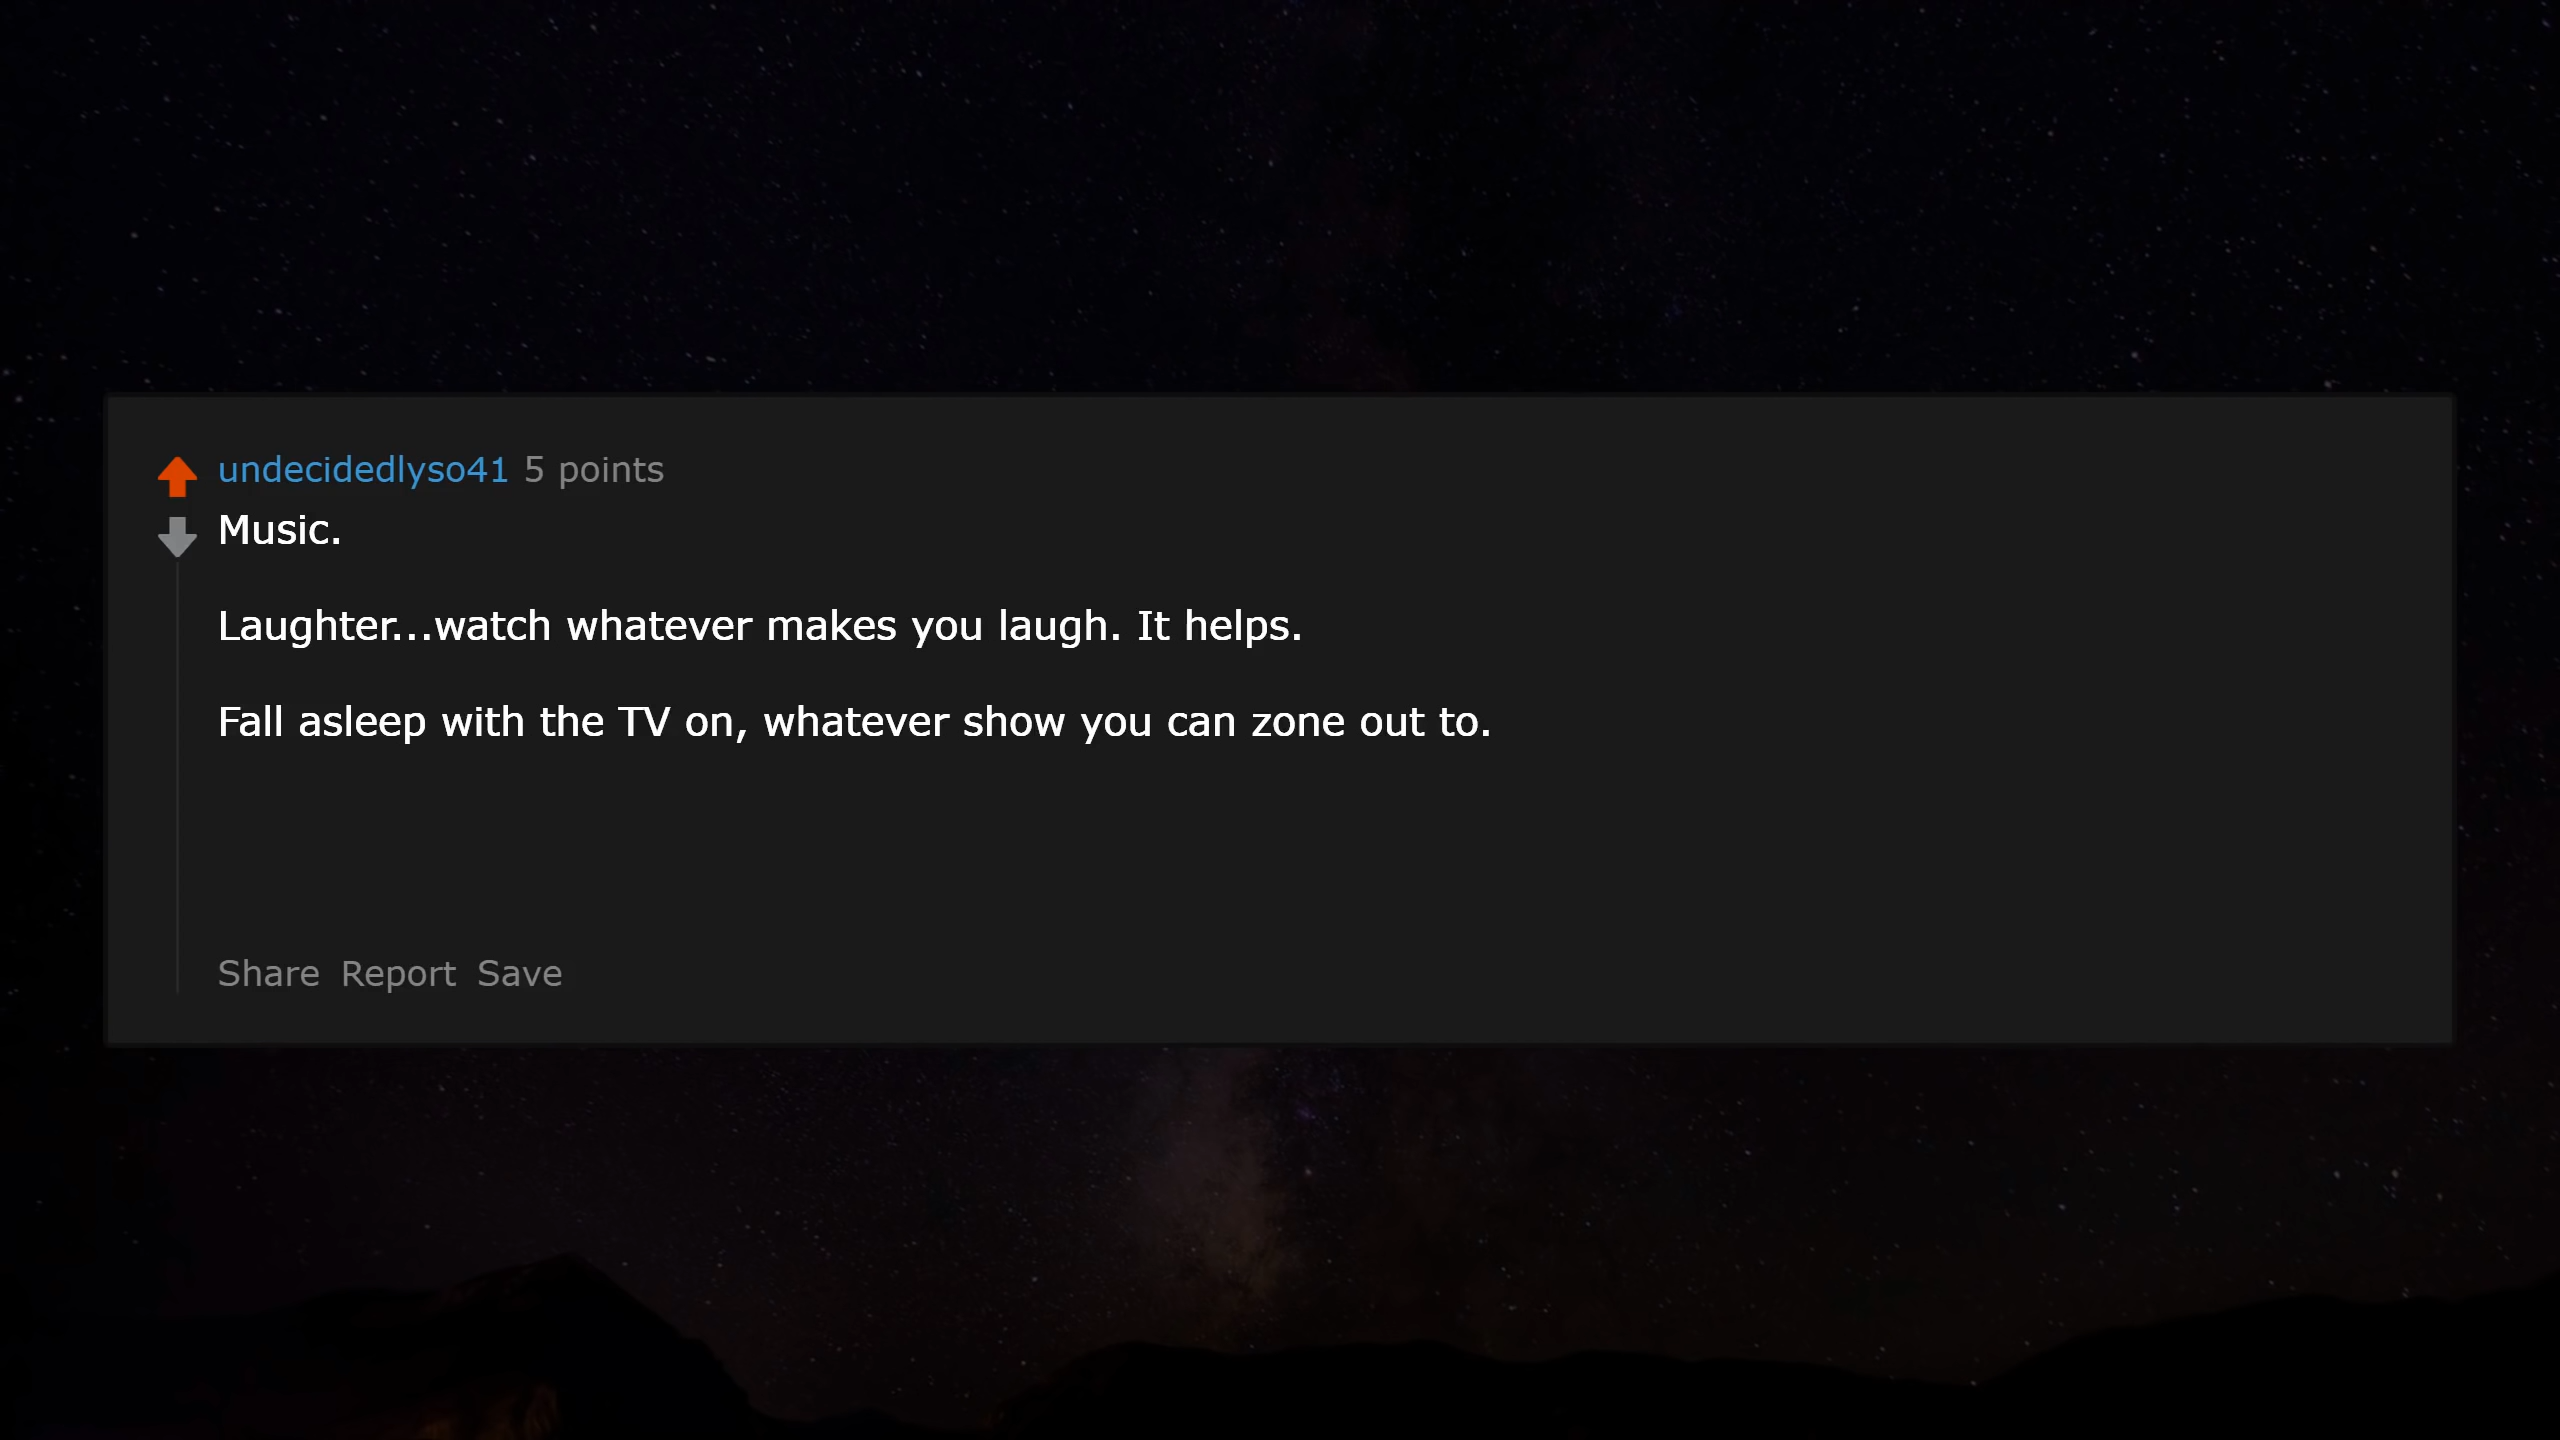 undecidedlyso41 5 points
Music.
Laughter...watch whatever makes you laugh. It helps.
Fall asleep with the TV on, whatever show you can zone out to.
Share Report Save